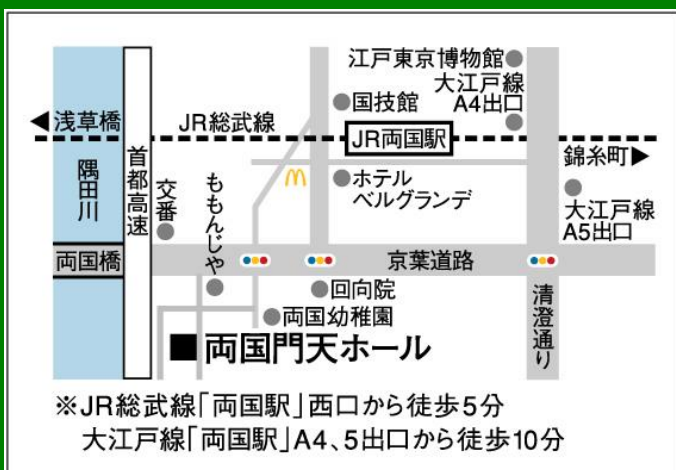 江戸東京博物館
大江戸線
A4出口
国技館
◀浅草橋
JR総武線
JR両国駅
錦糸町▶
隅田川
首都高速
交番
ももんじや
ホテル
ベルグランデ
大江戸線
A5出口
両国橋
京葉道路
回向院
両国幼稚園
清澄通り
■両国門天ホール
※JR総武線「両国駅」西口から徒歩5分
大江戸線「両国駅」A4、5出口から徒歩10分